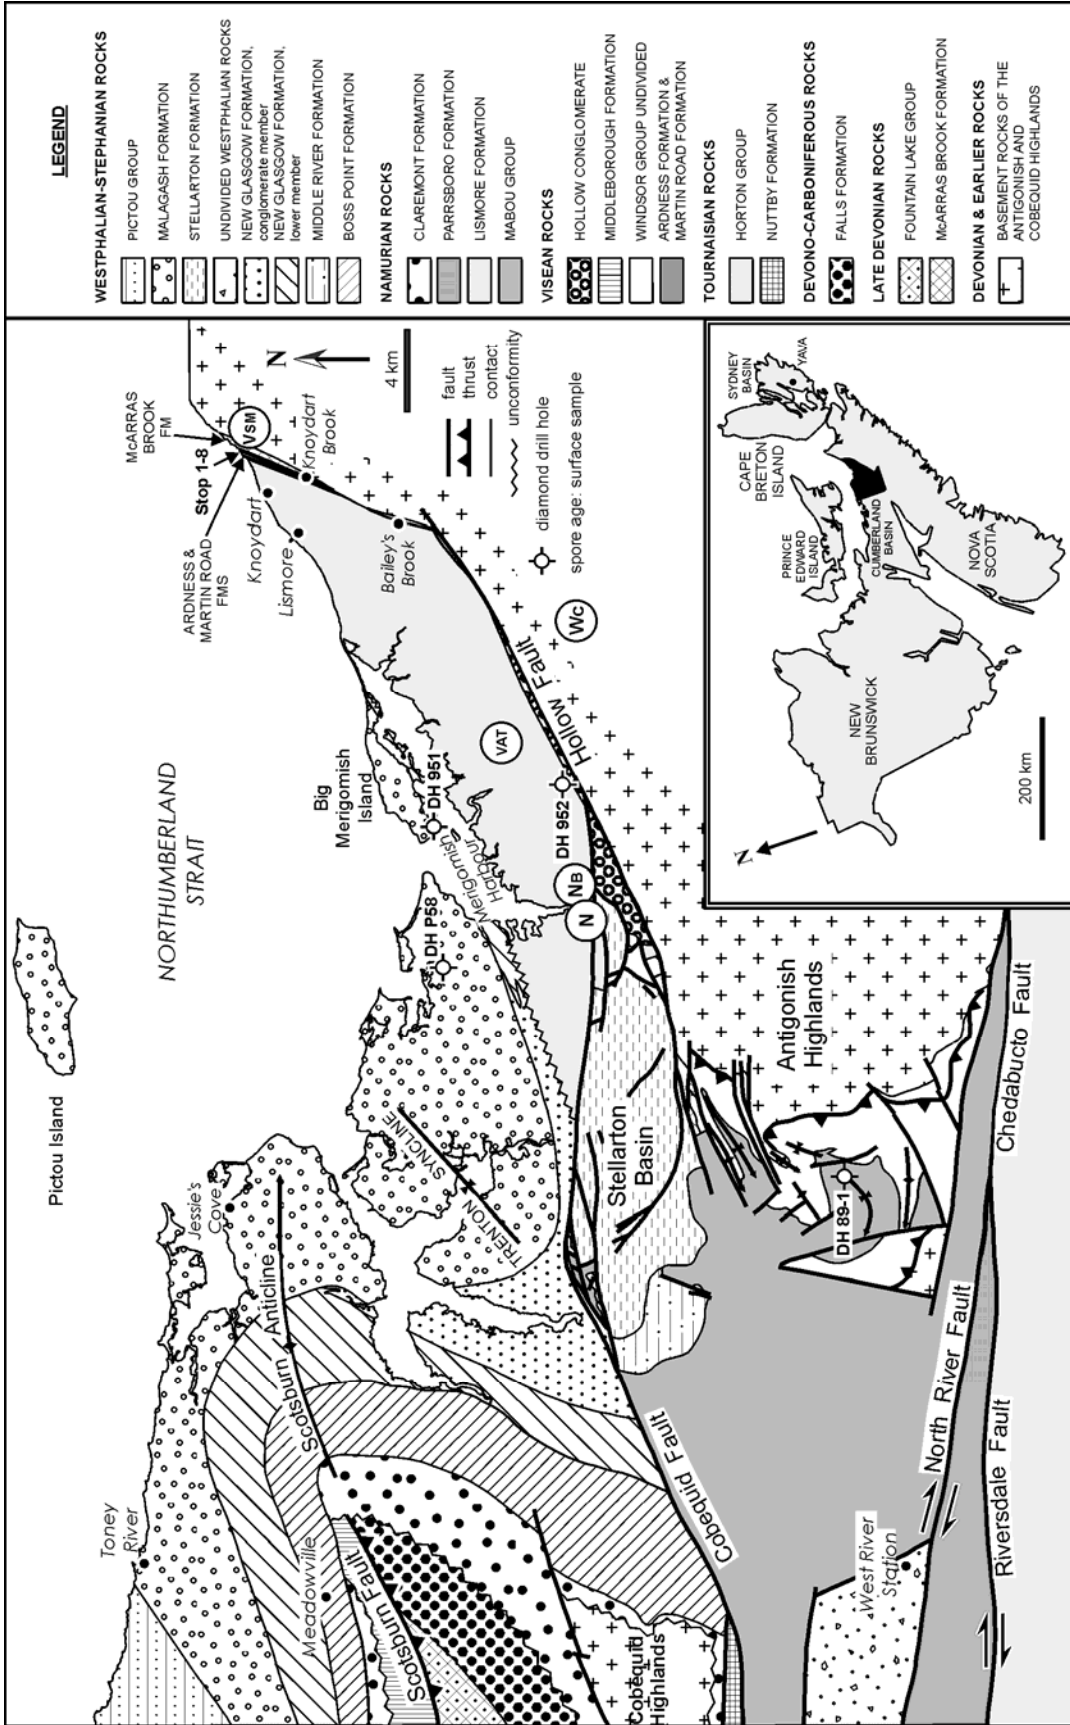 LEGEND
WESTPHALIAN-STEPHANIAN ROCKS
PICTOU GROUP
MALAGASH FORMATION
STELLARTON FORMATION
UNDIVIDED WESTPHALIAN ROCKS
NEW GLASGOW FORMATION,
conglomerate member
NEW GLASGOW FORMATION,
lower member
MIDDLE RIVER FORMATION
BOSS POINT FORMATION
NAMURIAN ROCKS
CLAREMONT FORMATION
PARRSBORO FORMATION
LISMORE FORMATION
MABOU GROUP
VISEAN ROCKS
HOLLOW CONGLOMERATE
MIDDLEBOROUGH FORMATION
WINDSOR GROUP UNDIVIDED
ARDNESS FORMATION &
MARTIN ROAD FORMATION
TOURNAISIAN ROCKS
HORTON GROUP
NUTTBY FORMATION
DEVONO-CARBONIFEROUS ROCKS
FALLS FORMATION
LATE DEVONIAN ROCKS
FOUNTAIN LAKE GROUP
McARRAS BROOK FORMATION
DEVONIAN & EARLIER ROCKS
BASEMENT ROCKS OF THE
ANTIGONISH AND
COBEQUID HIGHLANDS
Pictou Island
NORTHUMBERLAND
STRAIT
Toney
River
Jessie's
Cove
Scotsburn Anticline
Meadowville
Scotsburn Fault
TRENTON SYNCLINE
DH P58
Merigomish
Harbour
Big
Merigomish
Island
DH 951
VAT
DH 952
NB
N
Hollow Fault
WC
Bailey's
Brook
Lismore
Knoydart
Knoydart
Brook
ARDNESS &
MARTIN ROAD
FMS
Stop 1-8
McARRAS
BROOK
FM
VSM
N
4 km
fault
thrust
contact
unconformity
diamond drill hole
spore age: surface sample
Stellarton
Basin
Cobequid Fault
Cobequid
Highlands
Antigonish
Highlands
DH 89-1
West River
Station
North River Fault
Chedabucto Fault
Riversdale Fault
N
200 km
NEW
BRUNSWICK
PRINCE
EDWARD
ISLAND
CAPE
BRETON
ISLAND
SYDNEY
BASIN
YAVA
CUMBERLAND
BASIN
NOVA
SCOTIA